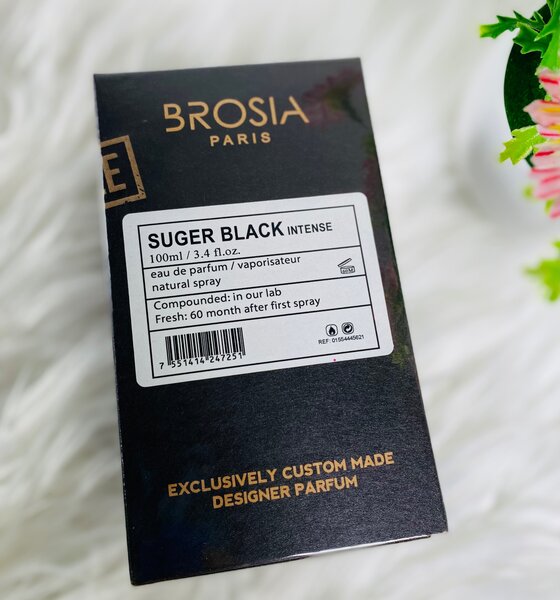 BROSIA
PARIS
E
SUGER BLACK INTENSE
100ml / 3.4 fl.oz.
eau de parfum / vaporisateur
natural spray
Compounded: in our lab
Fresh: 60 month after first spray
7 551414 247251
REF: 01554445621
EXCLUSIVELY CUSTOM MADE
DESIGNER PARFUM